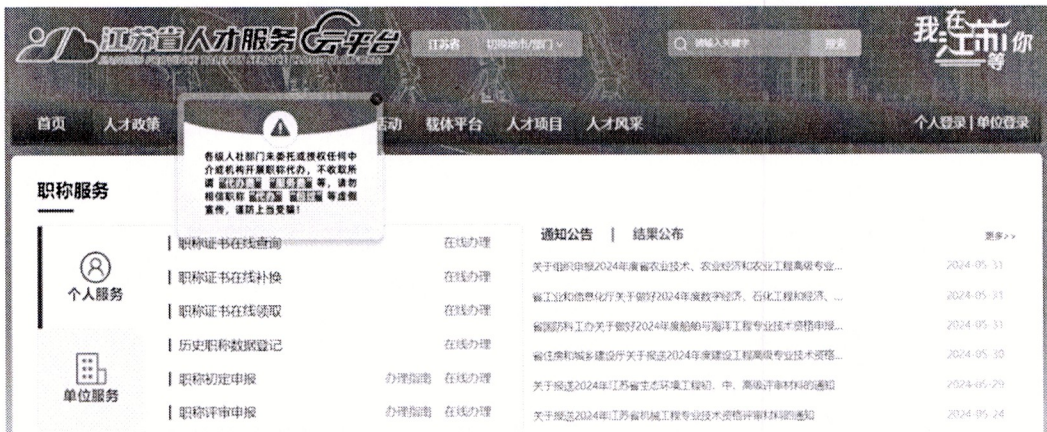 江苏省人才服务云平台
JIANGSU PROVINCE TALENTS SERVICE CLOUD PLATFORM
江苏省 切换地市/部门
请输入关键字 搜索
我在江苏等你
首页 人才政策 活动 载体平台 人才项目 人才风采 个人登录 | 单位登录
各级人社部门未委托或授权任何中
介或机构开展职称代办，不收取所
谓“代办费”“服务费”等，请勿
相信职称“代办”“包过”等虚假
宣传，谨防上当受骗！
职称服务
个人服务
单位服务
职称证书在线查询 在线办理
职称证书在线补换 在线办理
职称证书在线领取 在线办理
历史职称数据登记 在线办理
职称初定申报 办理指南 在线办理
职称评审申报 办理指南 在线办理
通知公告 | 结果公布 更多>>
关于组织申报2024年度省农业技术、农业经济和农业工程高级专业... 2024-05-31
省工业和信息化厅关于做好2024年度数字经济、石化工程和经济、... 2024-05-31
省国防科工办关于做好2024年度船舶与海洋工程专业技术资格申报... 2024-05-31
省住房和城乡建设厅关于报送2024年度建设工程高级专业技术资格... 2024-05-30
关于报送2024年江苏省生态环境工程初、中、高级评审材料的通知 2024-05-29
关于报送2024年江苏省机械工程专业技术资格评审材料的通知 2024-05-24